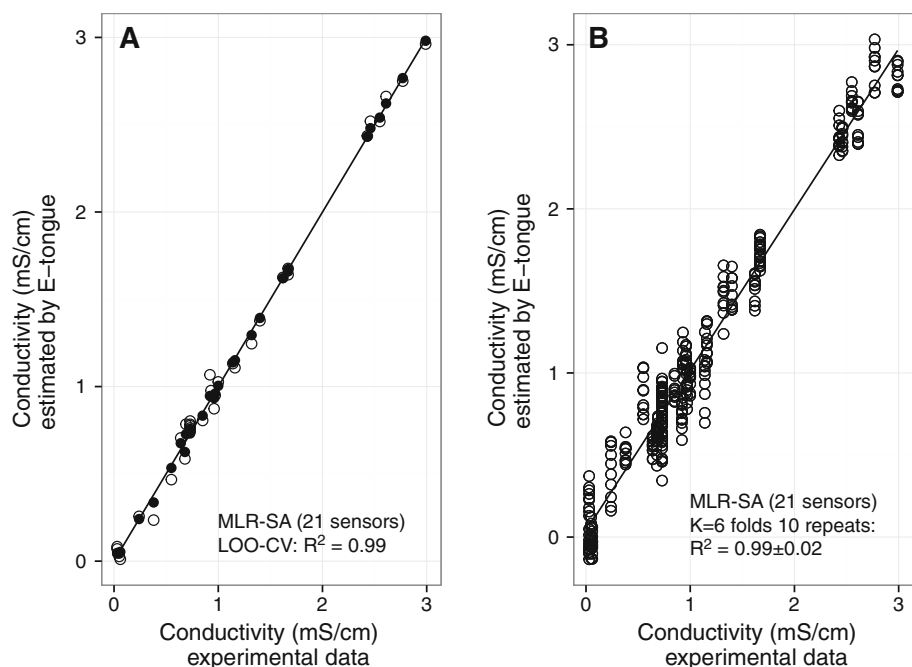 A
3
2
1
0
Conductivity (mS/cm)
estimated by E−tongue
MLR-SA (21 sensors)
LOO-CV: R² = 0.99
0 1 2 3
Conductivity (mS/cm)
experimental data
B
3
2
1
0
Conductivity (mS/cm)
estimated by E−tongue
MLR-SA (21 sensors)
K=6 folds 10 repeats:
R² = 0.99±0.02
0 1 2 3
Conductivity (mS/cm)
experimental data